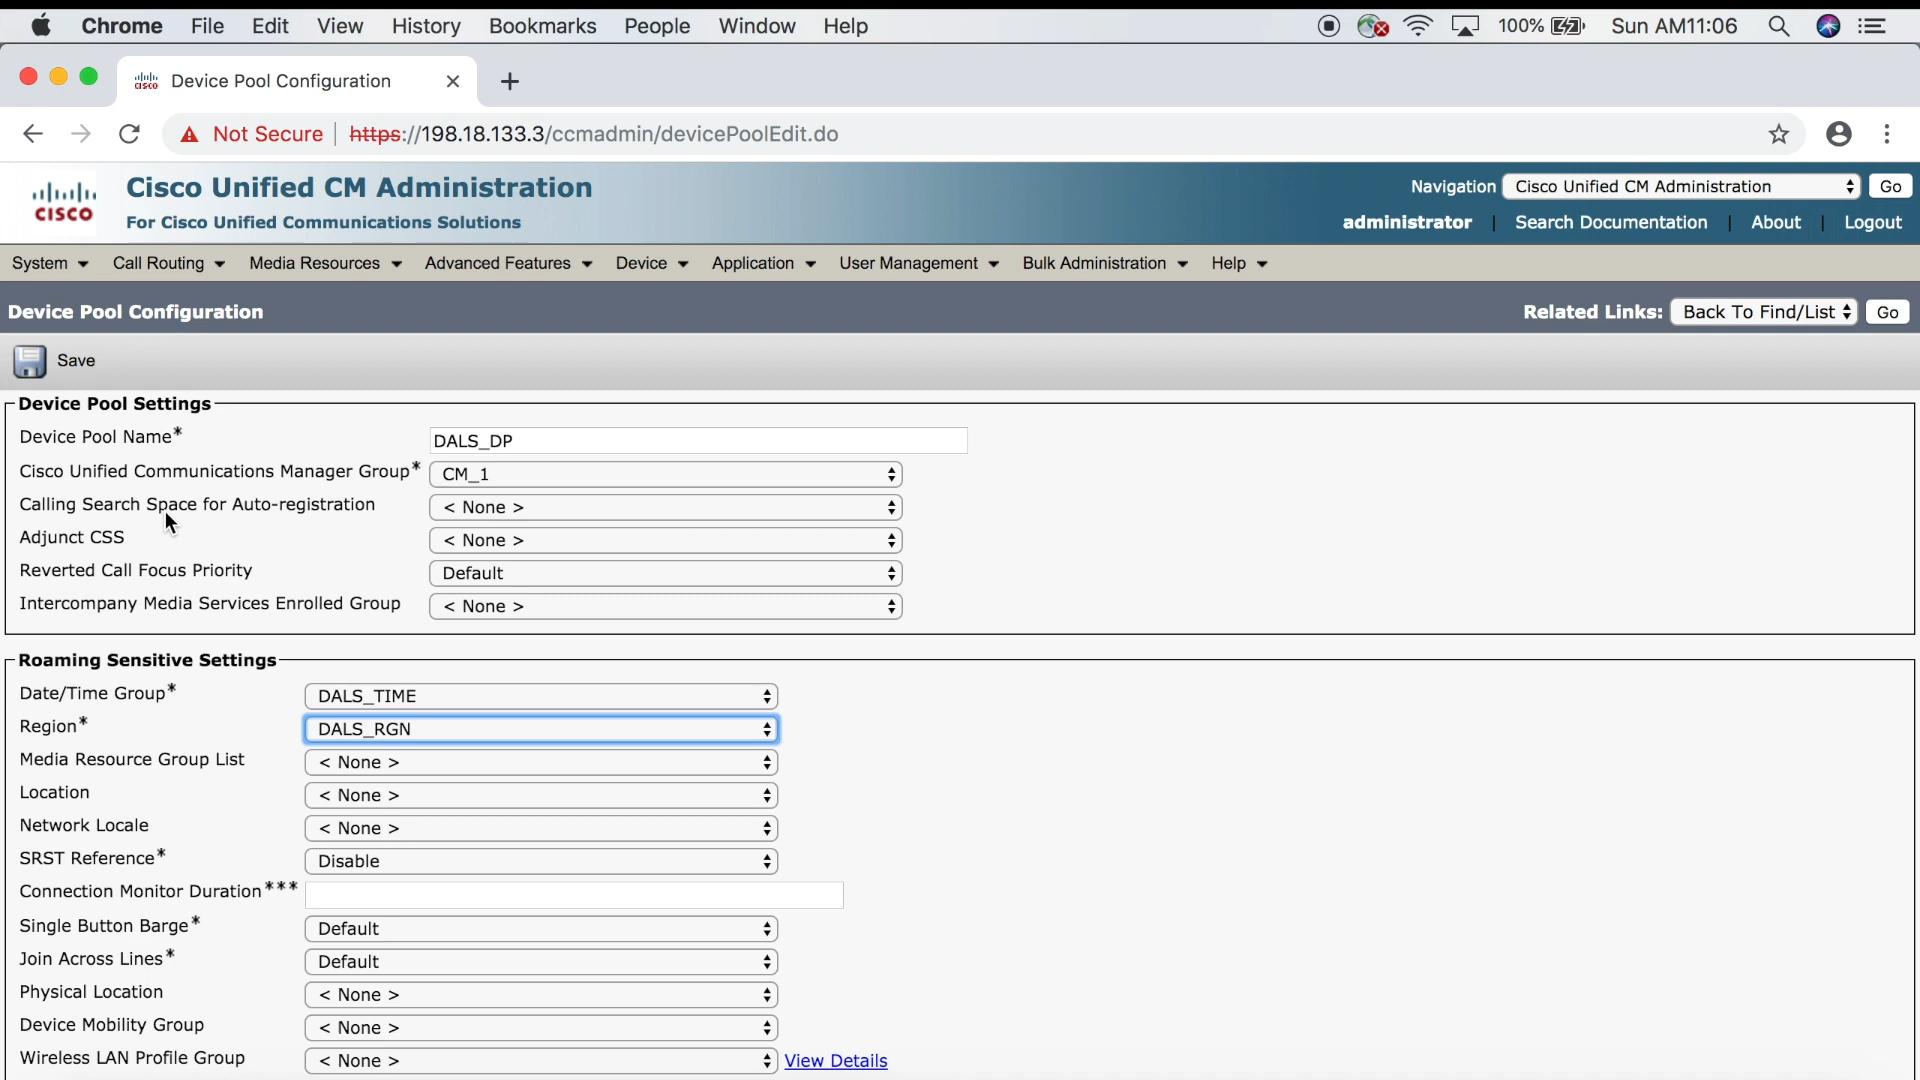 Chrome File Edit View History Bookmarks People Window Help 100% Sun AM11:06
CISCO Device Pool Configuration
Not Secure https://198.18.133.3/ccmadmin/devicePoolEdit.do
CISCO
Cisco Unified CM Administration
For Cisco Unified Communications Solutions
Navigation Cisco Unified CM Administration Go
administrator | Search Documentation | About | Logout
System Call Routing Media Resources Advanced Features Device Application User Management Bulk Administration Help
Device Pool Configuration Related Links: Back To Find/List Go
Save
Device Pool Settings
Device Pool Name* DALS_DP
Cisco Unified Communications Manager Group* CM_1
Calling Search Space for Auto-registration < None >
Adjunct CSS < None >
Reverted Call Focus Priority Default
Intercompany Media Services Enrolled Group < None >
Roaming Sensitive Settings
Date/Time Group* DALS_TIME
Region* DALS_RGN
Media Resource Group List < None >
Location < None >
Network Locale < None >
SRST Reference* Disable
Connection Monitor Duration***
Single Button Barge* Default
Join Across Lines* Default
Physical Location < None >
Device Mobility Group < None >
Wireless LAN Profile Group < None > View Details